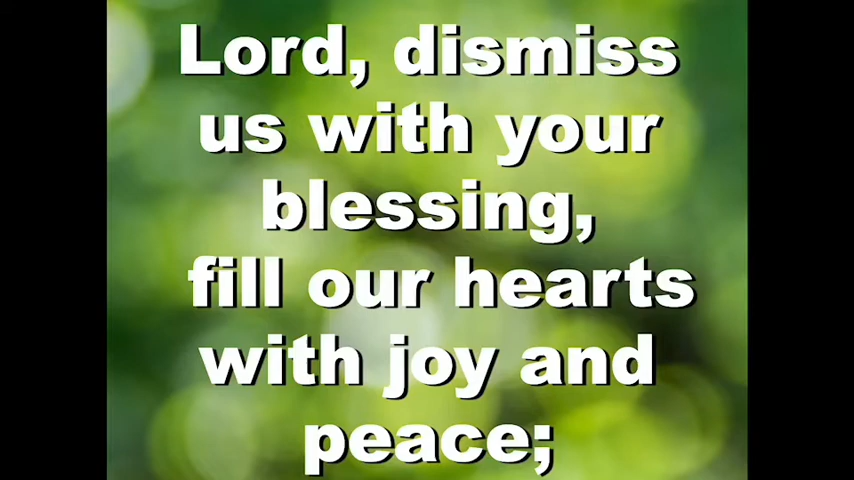 Lord, dismiss
us with your
blessing,
fill our hearts
with joy and
peace;